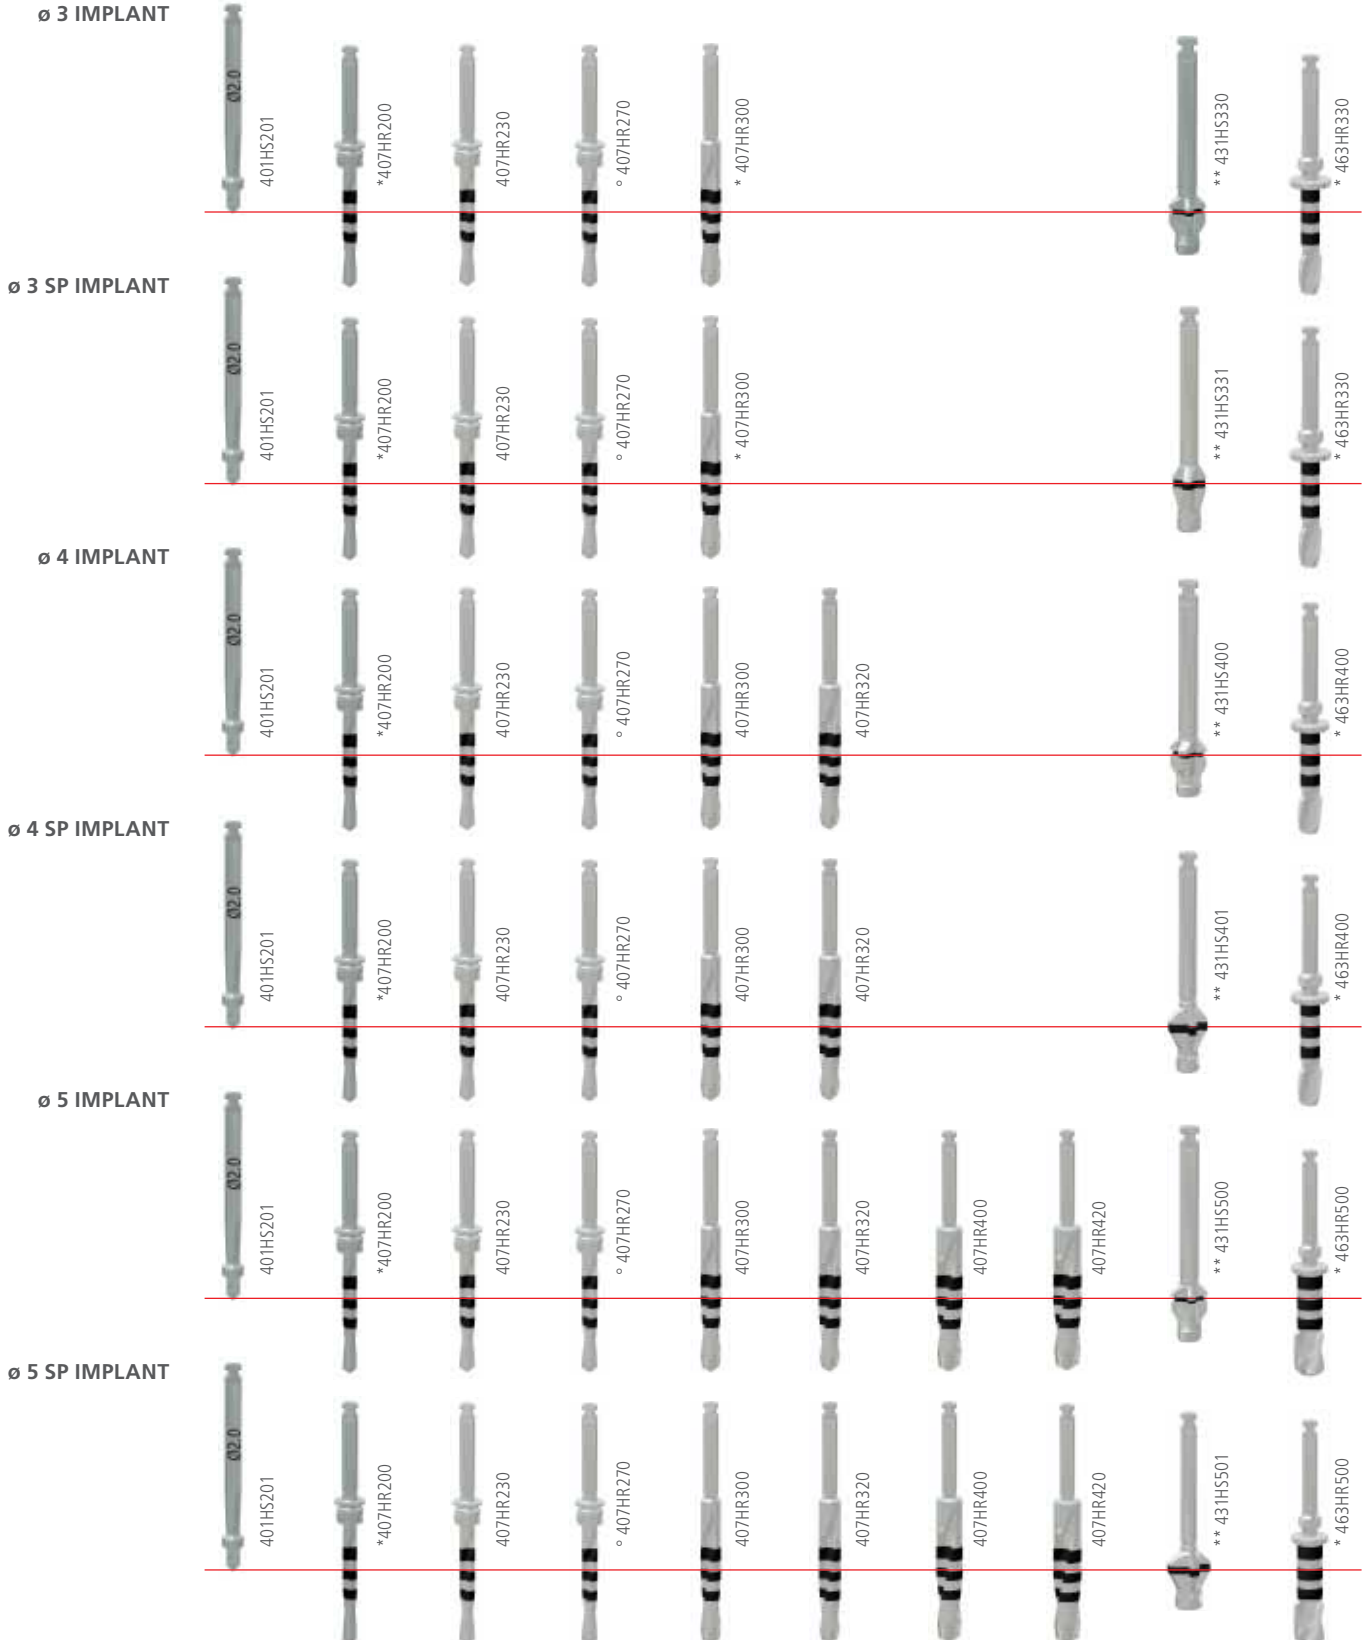 ø 3 IMPLANT
Ø2.0
401HS201
*407HR200
407HR230
° 407HR270
* 407HR300
** 431HS330
* 463HR330
ø 3 SP IMPLANT
Ø2.0
401HS201
*407HR200
407HR230
° 407HR270
* 407HR300
** 431HS331
* 463HR330
ø 4 IMPLANT
Ø2.0
401HS201
*407HR200
407HR230
° 407HR270
407HR300
407HR320
** 431HS400
* 463HR400
ø 4 SP IMPLANT
Ø2.0
401HS201
*407HR200
407HR230
° 407HR270
407HR300
407HR320
** 431HS401
* 463HR400
ø 5 IMPLANT
Ø2.0
401HS201
*407HR200
407HR230
° 407HR270
407HR300
407HR320
407HR400
407HR420
** 431HS500
* 463HR500
ø 5 SP IMPLANT
Ø2.0
401HS201
*407HR200
407HR230
° 407HR270
407HR300
407HR320
407HR400
407HR420
** 431HS501
* 463HR500